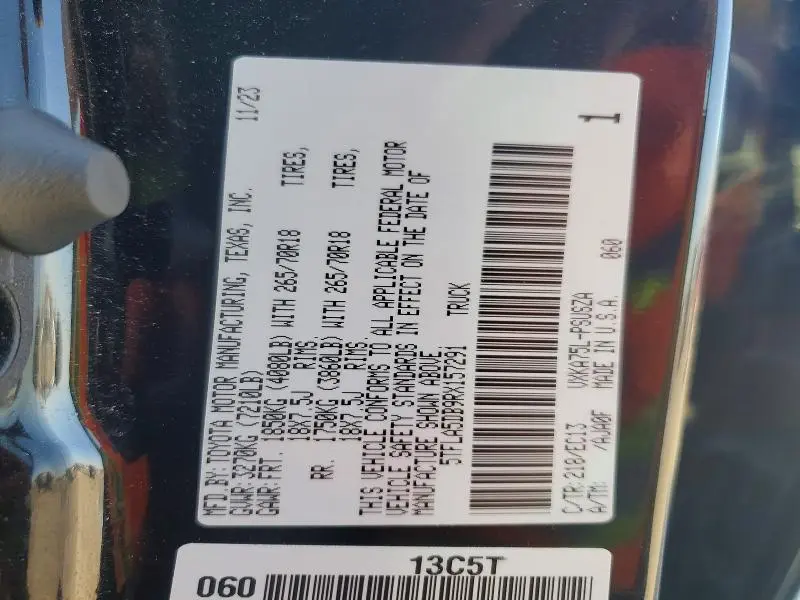 MFD.BY:TOYOTA MOTOR MANUFACTURING, TEXAS, INC. 11/23
GVWR:3270KG (7210LB)
GAWR:FRT. 1850KG (4080LB) WITH 265/70R18 TIRES,
18X7.5J RIMS.
RR. 1750KG (3860LB) WITH 265/70R18 TIRES,
18X7.5J RIMS.
THIS VEHICLE CONFORMS TO ALL APPLICABLE FEDERAL MOTOR
VEHICLE SAFETY STANDARDS IN EFFECT ON THE DATE OF
MANUFACTURE SHOWN ABOVE.
5TFLA5DB9RX157291 TRUCK
C/TR:218/EC13 VXKA75L-PSUSZA
A/TM: /AJA0F MADE IN U.S.A. 060
1
13C5T
060